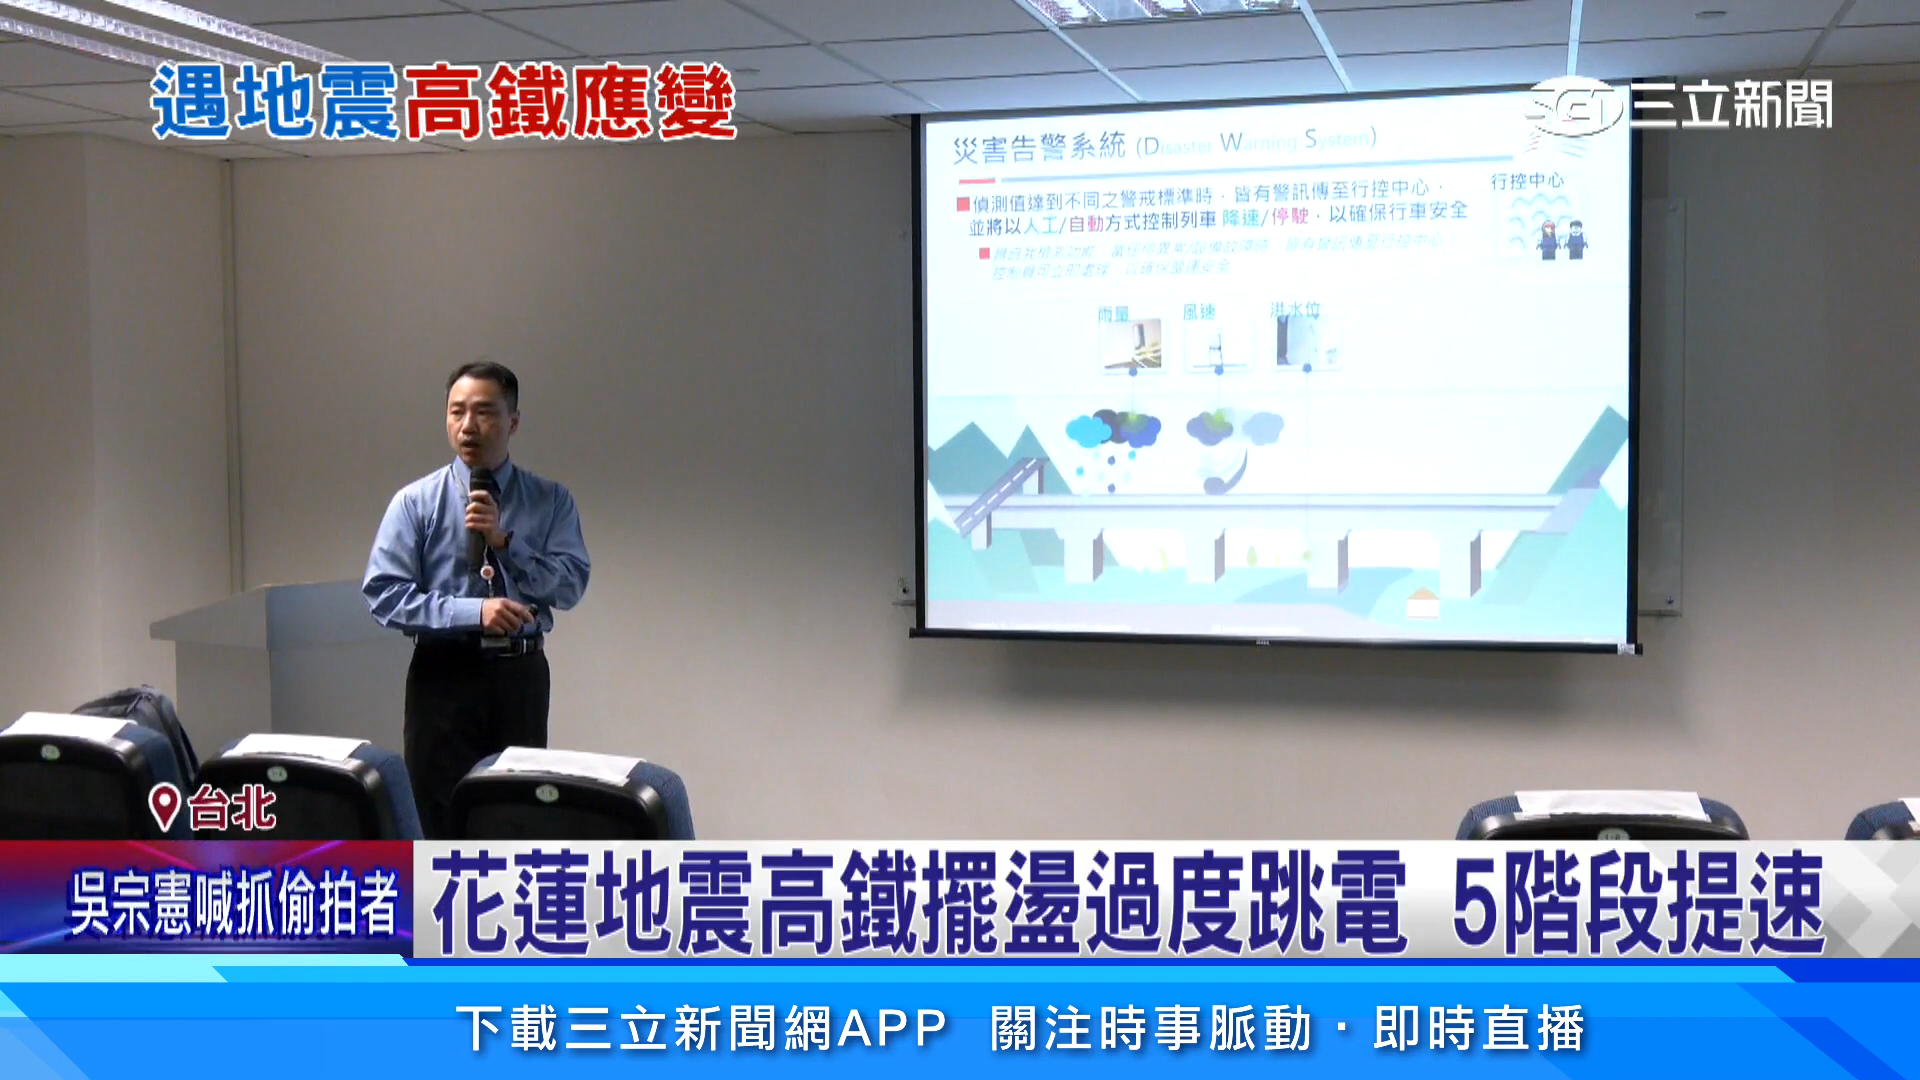 遇地震高鐵應變
SET三立新聞
災害告警系統 (Disaster Warning System)
行控中心
偵測值達到不同之警戒標準時，皆有警訊傳至行控中心，
並將以人工/自動方式控制列車 降速/停駛，以確保行車安全
雨量 風速 洪水位
台北
吳宗憲喊抓偷拍者
花蓮地震高鐵擺盪過度跳電 5階段提速
下載三立新聞網APP 關注時事脈動・即時直播